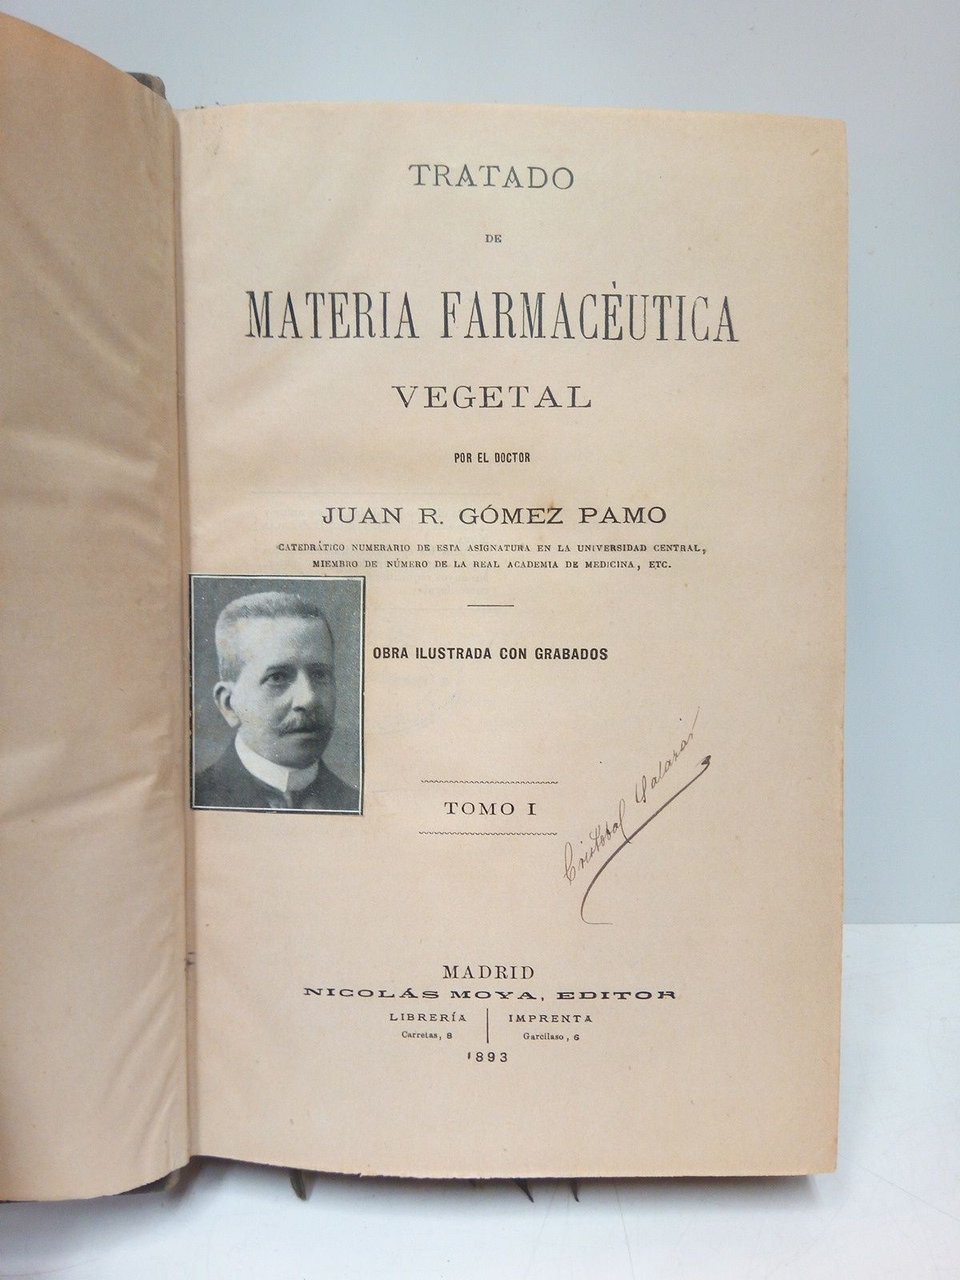 TRATADO
DE
MATERIA FARMACÉUTICA
VEGETAL
POR EL DOCTOR
JUAN R. GÓMEZ PAMO
CATEDRÁTICO NUMERARIO DE ESTA ASIGNATURA EN LA UNIVERSIDAD CENTRAL,
MIEMBRO DE NÚMERO DE LA REAL ACADEMIA DE MEDICINA, ETC.
OBRA ILUSTRADA CON GRABADOS
TOMO I
Cristobal Salazar
MADRID
NICOLÁS MOYA, EDITOR
LIBRERÍA
Carretas, 8
IMPRENTA
Garcilaso, 6
1893